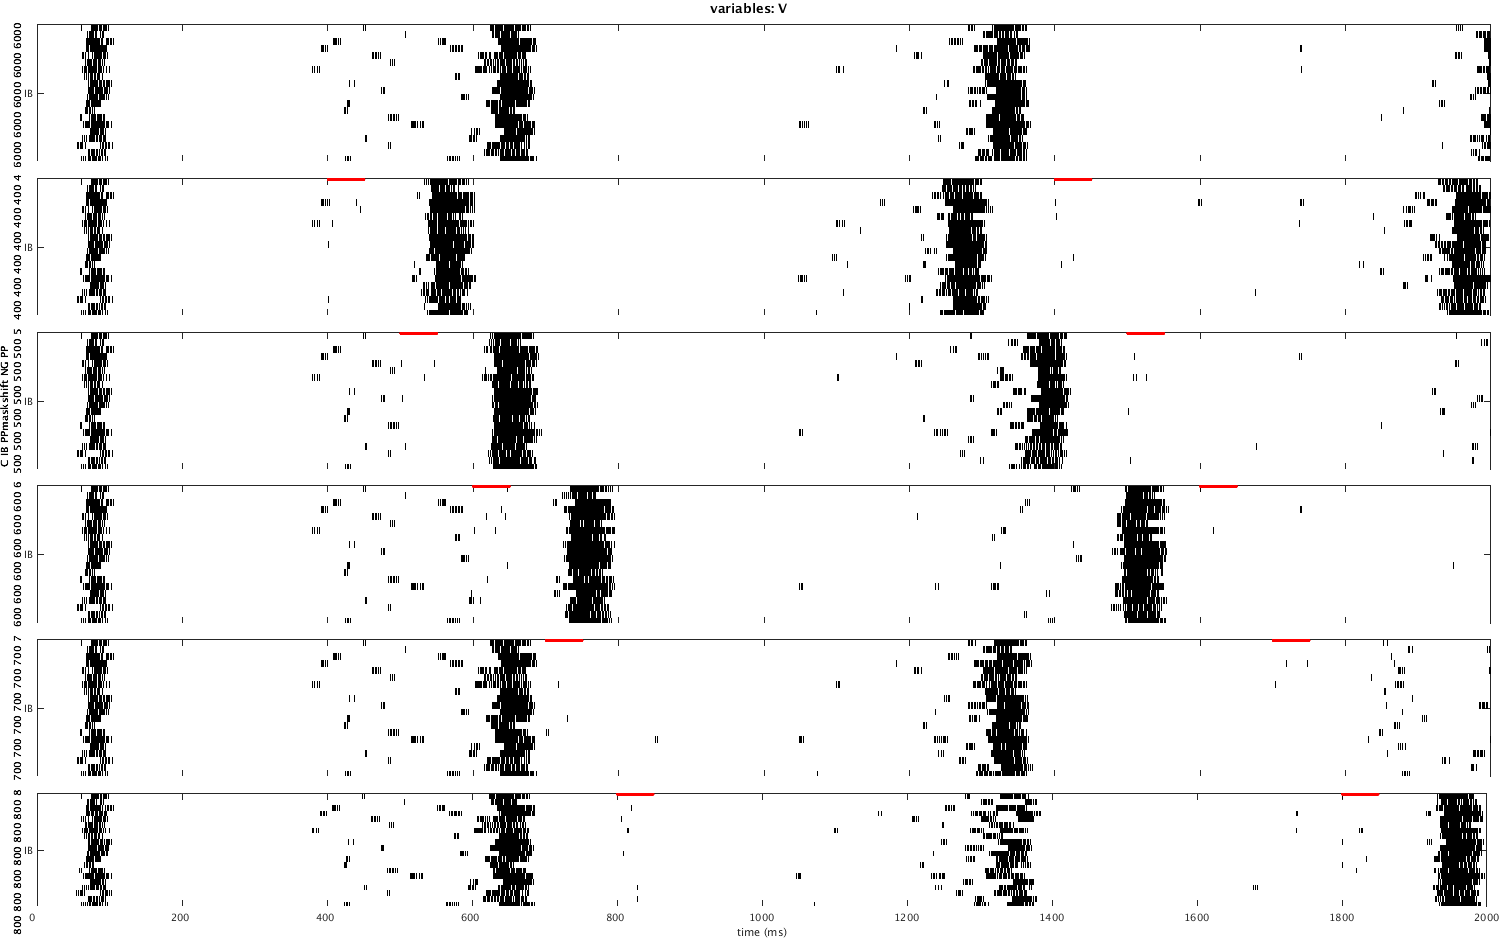 variables: V
6000 6000 6000 6000 6000
IB
400 400 400 400 400 4
IB
500 500 500 500 500 5
IB
C IB PPmaskshift NG PP
600 600 600 600 600 6
IB
700 700 700 700 700 7
IB
800 800 800 800 800 8
IB
0 200 400 600 800 1000 1200 1400 1600 1800 2000
time (ms)